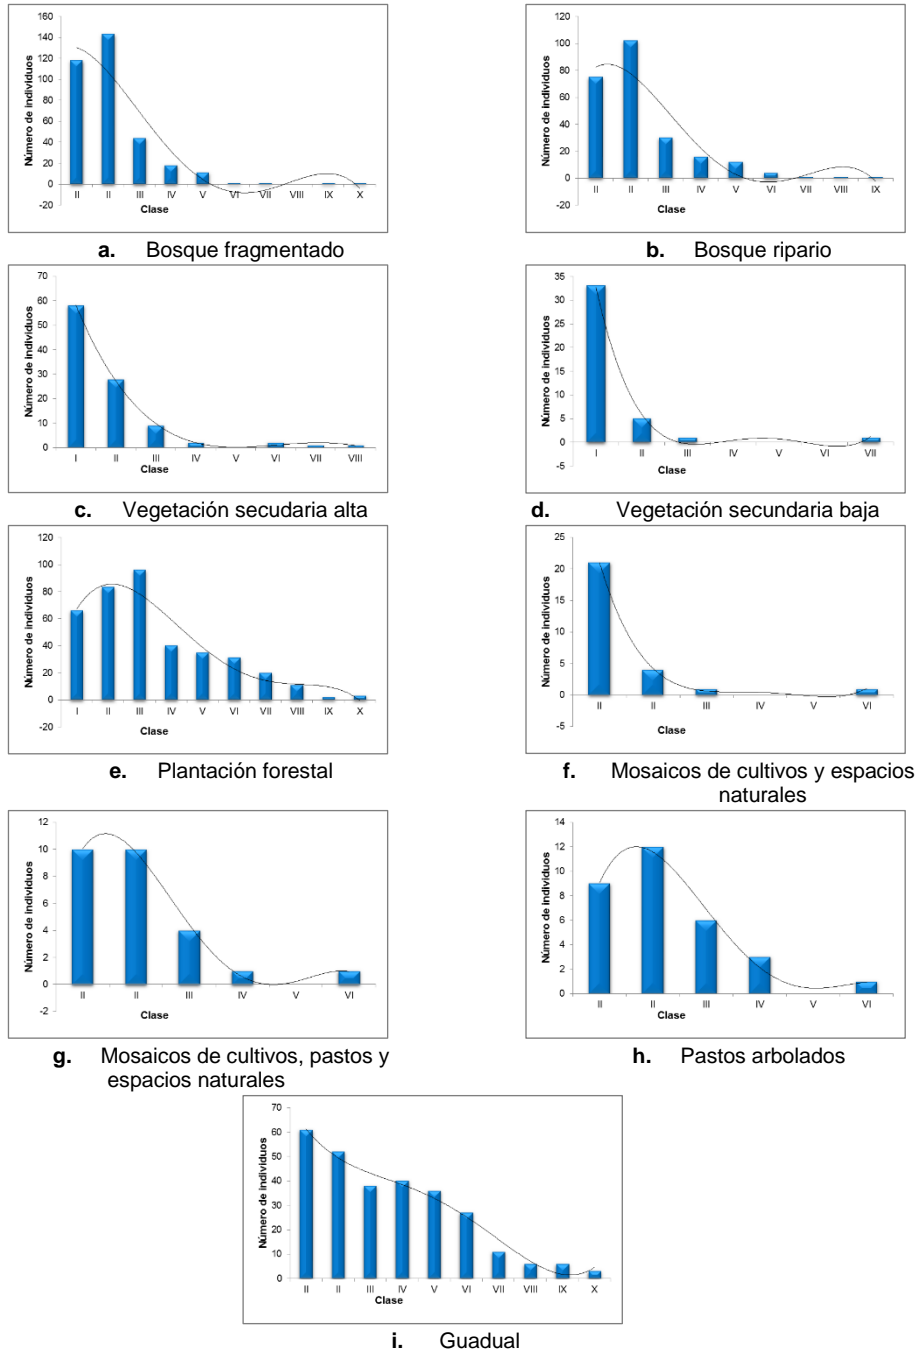 160
140
120
100
80
60
40
20
0
-20
Número de individuos
II II III IV V VI VII VIII IX X
Clase
a. Bosque fragmentado
120
100
80
60
40
20
0
-20
Número de individuos
II II III IV V VI VII VIII IX
Clase
b. Bosque ripario
70
60
50
40
30
20
10
0
Número de individuos
I II III IV V VI VII VIII
Clase
c. Vegetación secudaria alta
35
30
25
20
15
10
5
0
-5
Número de individuos
I II III IV V VI VII
Clase
d. Vegetación secundaria baja
120
100
80
60
40
20
0
-20
Número de individuos
I II III IV V VI VII VIII IX X
Clase
e. Plantación forestal
25
20
15
10
5
0
-5
Número de individuos
II II III IV V VI
Clase
f. Mosaicos de cultivos y espacios
naturales
12
10
8
6
4
2
0
-2
Número de individuos
II II III IV V VI
Clase
g. Mosaicos de cultivos, pastos y
espacios naturales
14
12
10
8
6
4
2
0
Número de individuos
II II III IV V VI
Clase
h. Pastos arbolados
70
60
50
40
30
20
10
0
Número de individuos
II II III IV V VI VII VIII IX X
Clase
i. Guadual